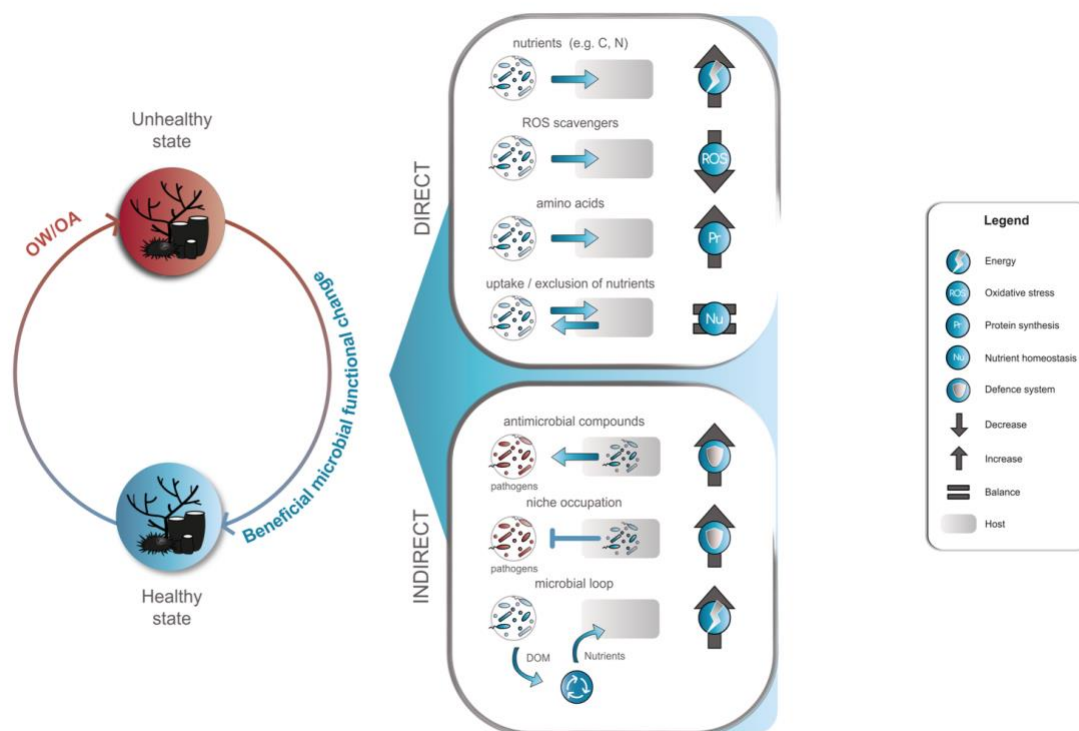 Unhealthy
state
OW/OA
Beneficial microbial functional change
Healthy
state
DIRECT
nutrients (e.g. C, N)
ROS scavengers
ROS
amino acids
Pr
uptake / exclusion of nutrients
Nu
INDIRECT
antimicrobial compounds
pathogens
niche occupation
pathogens
microbial loop
DOM
Nutrients
Legend
Energy
ROS
Oxidative stress
Pr
Protein synthesis
Nu
Nutrient homeostasis
Defence system
Decrease
Increase
Balance
Host